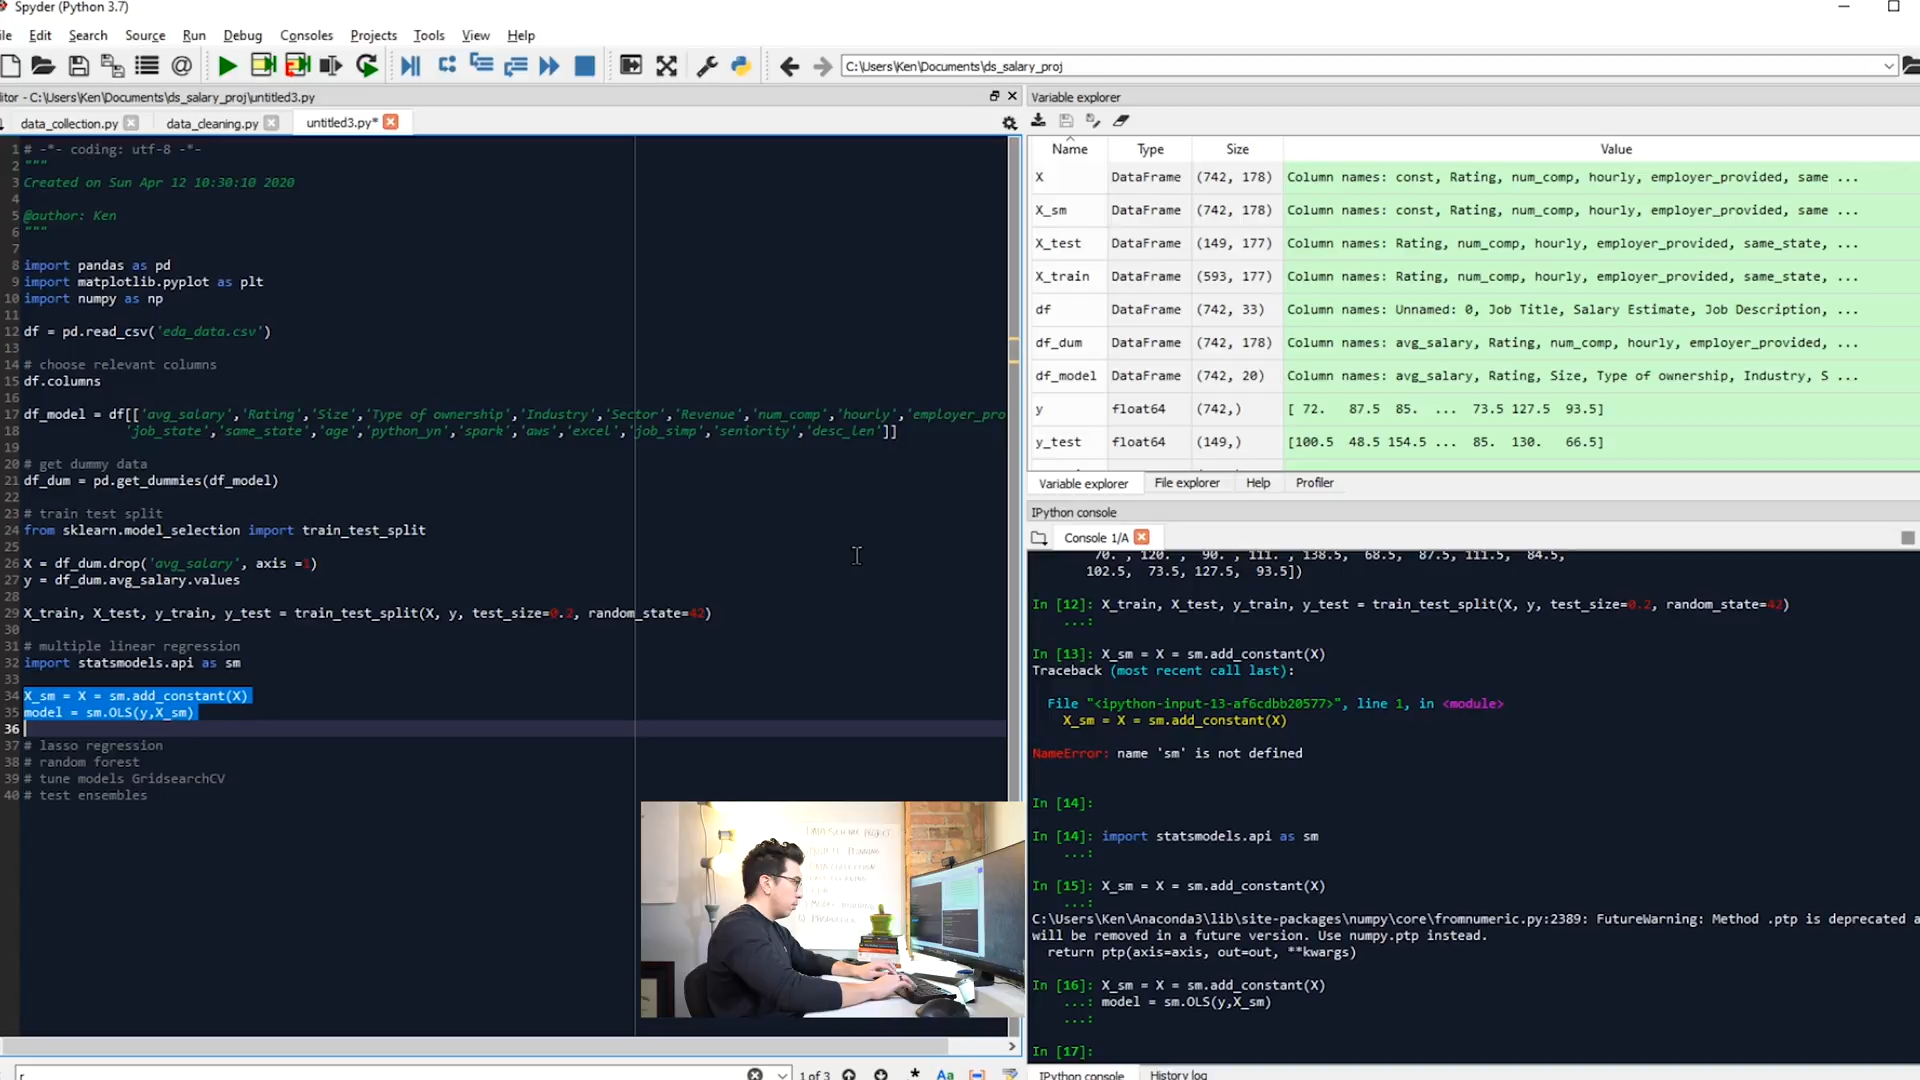 Spyder (Python 3.7)
ile Edit Search Source Run Debug Consoles Projects Tools View Help
C:\Users\Ken\Documents\ds_salary_proj
itor - C:\Users\Ken\Documents\ds_salary_proj\untitled3.py
data_collection.py
data_cleaning.py
untitled3.py*
1 # -*- coding: utf-8 -*-
2 """
3 Created on Sun Apr 12 10:30:10 2020
4
5 @author: Ken
6 """
7
8 import pandas as pd
9 import matplotlib.pyplot as plt
10 import numpy as np
11
12 df = pd.read_csv('eda_data.csv')
13
14 # choose relevant columns
15 df.columns
16
17 df_model = df[['avg_salary','Rating','Size','Type of ownership','Industry','Sector','Revenue','num_comp','hourly','employer_pro
18 'job_state','same_state','age','python_yn','spark','aws','excel','job_simp','seniority','desc_len']]
19
20 # get dummy data
21 df_dum = pd.get_dummies(df_model)
22
23 # train test split
24 from sklearn.model_selection import train_test_split
25
26 X = df_dum.drop('avg_salary', axis =1)
27 y = df_dum.avg_salary.values
28
29 X_train, X_test, y_train, y_test = train_test_split(X, y, test_size=0.2, random_state=42)
30
31 # multiple linear regression
32 import statsmodels.api as sm
33
34 X_sm = X = sm.add_constant(X)
35 model = sm.OLS(y,X_sm)
36
37 # lasso regression
38 # random forest
39 # tune models GridsearchCV
40 # test ensembles
r
1 of 3
Aa
Variable explorer
Name Type Size Value
X DataFrame (742, 178) Column names: const, Rating, num_comp, hourly, employer_provided, same ...
X_sm DataFrame (742, 178) Column names: const, Rating, num_comp, hourly, employer_provided, same ...
X_test DataFrame (149, 177) Column names: Rating, num_comp, hourly, employer_provided, same_state, ...
X_train DataFrame (593, 177) Column names: Rating, num_comp, hourly, employer_provided, same_state, ...
df DataFrame (742, 33) Column names: Unnamed: 0, Job Title, Salary Estimate, Job Description, ...
df_dum DataFrame (742, 178) Column names: avg_salary, Rating, num_comp, hourly, employer_provided, ...
df_model DataFrame (742, 20) Column names: avg_salary, Rating, Size, Type of ownership, Industry, S ...
y float64 (742,) [ 72. 87.5 85. ... 73.5 127.5 93.5]
y_test float64 (149,) [100.5 48.5 154.5 ... 85. 130. 66.5]
Variable explorer File explorer Help Profiler
IPython console
Console 1/A
70. , 120. , 90. , 111. , 138.5, 68.5, 87.5, 111.5, 84.5,
102.5, 73.5, 127.5, 93.5])
In [12]: X_train, X_test, y_train, y_test = train_test_split(X, y, test_size=0.2, random_state=42)
...:
In [13]: X_sm = X = sm.add_constant(X)
Traceback (most recent call last):
File "<ipython-input-13-af6cdbb20577>", line 1, in <module>
X_sm = X = sm.add_constant(X)
NameError: name 'sm' is not defined
In [14]:
In [14]: import statsmodels.api as sm
...:
In [15]: X_sm = X = sm.add_constant(X)
...:
C:\Users\Ken\Anaconda3\lib\site-packages\numpy\core\fromnumeric.py:2389: FutureWarning: Method .ptp is deprecated a
will be removed in a future version. Use numpy.ptp instead.
return ptp(axis=axis, out=out, **kwargs)
In [16]: X_sm = X = sm.add_constant(X)
...: model = sm.OLS(y,X_sm)
...:
In [17]:
IPython console History log